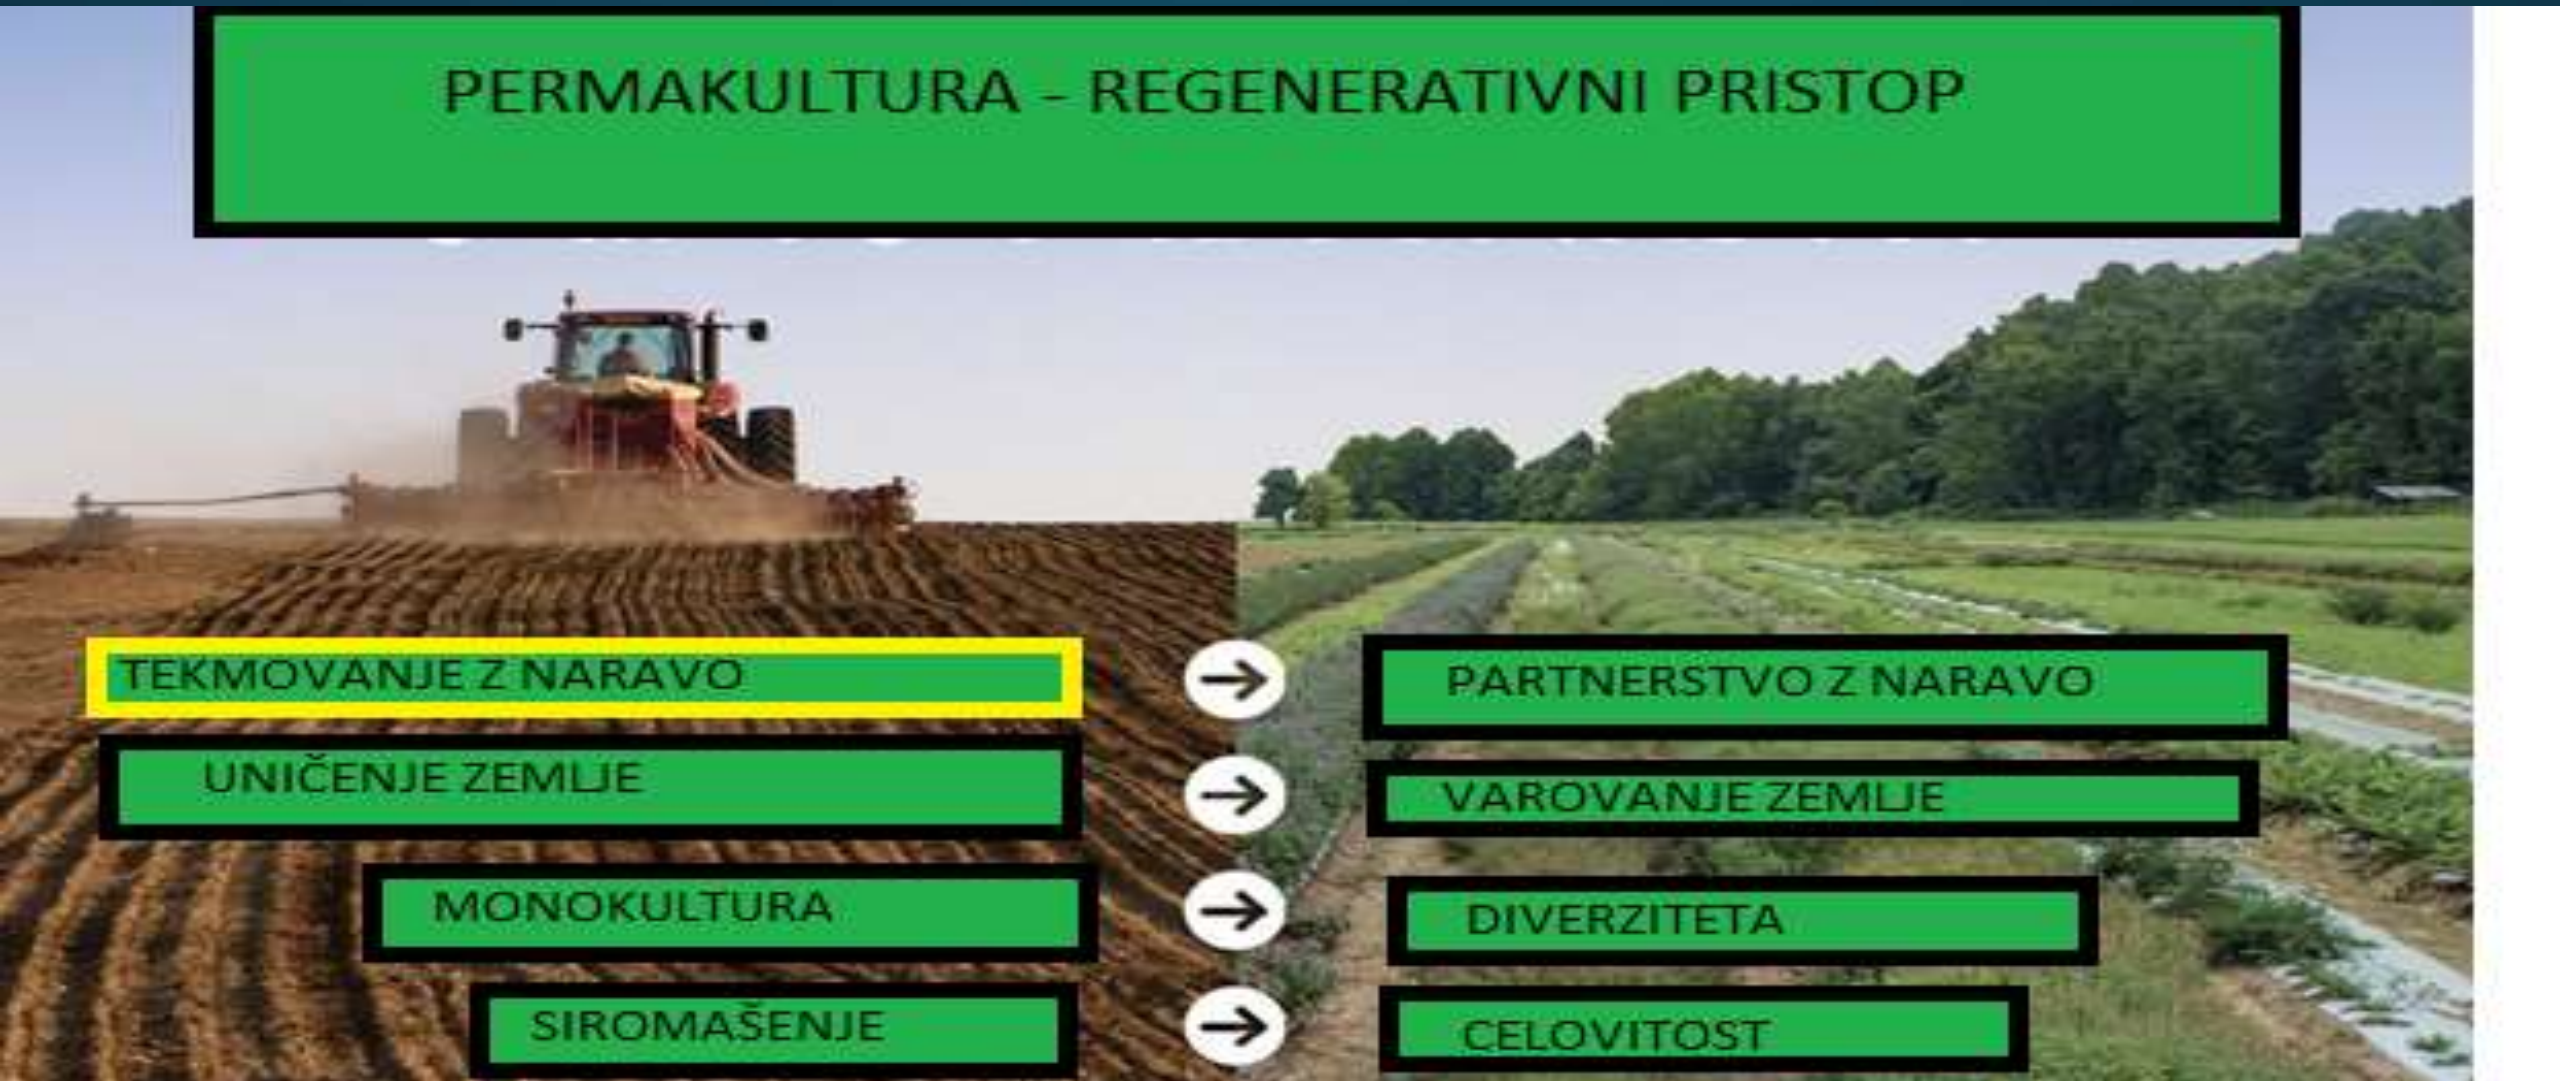 PERMAKULTURA - REGENERATIVNI PRISTOP
TEKMOVANJE Z NARAVO
PARTNERSTVO Z NARAVO
UNIČENJE ZEMLJE
VAROVANJE ZEMLJE
MONOKULTURA
DIVERZITETA
SIROMAŠENJE
CELOVITOST